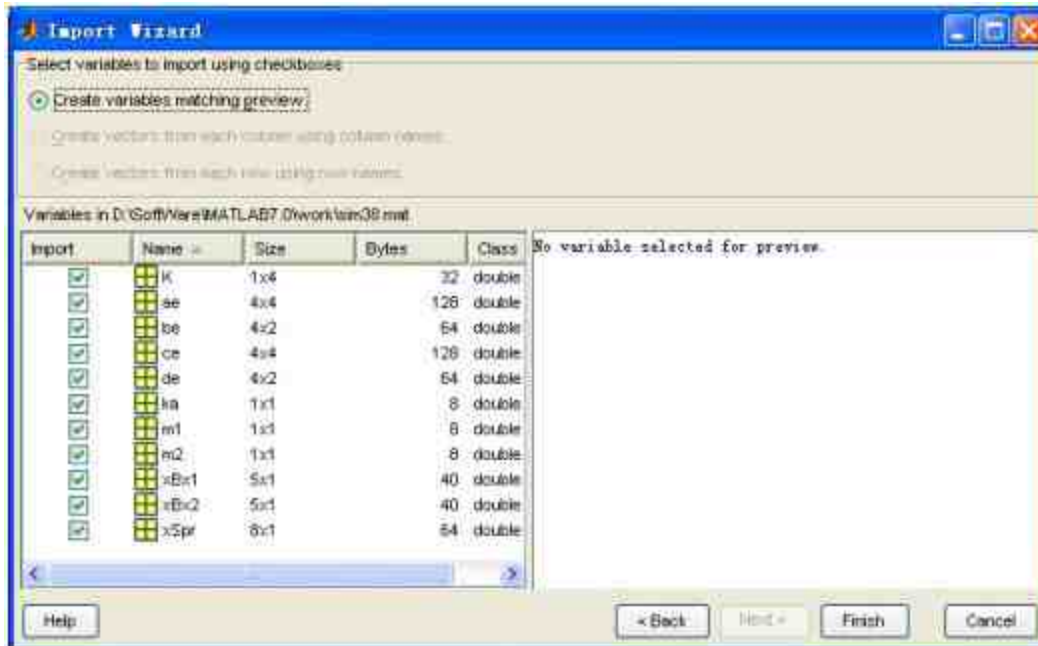 Import Wizard
Select variables to import using checkboxes
Create variables matching preview.
Create vectors from each column using column names.
Create vectors from each row using row names.
Variables in D:\SoftWare\MATLAB7.0\work\sim38.mat
Import Name Size Bytes Class
K 1x4 32 double
ae 4x4 128 double
be 4x2 64 double
ce 4x4 128 double
de 4x2 64 double
ka 1x1 8 double
m1 1x1 8 double
m2 1x1 8 double
xBx1 5x1 40 double
xBx2 5x1 40 double
xSpr 8x1 64 double
No variable selected for preview.
Help < Back Next > Finish Cancel